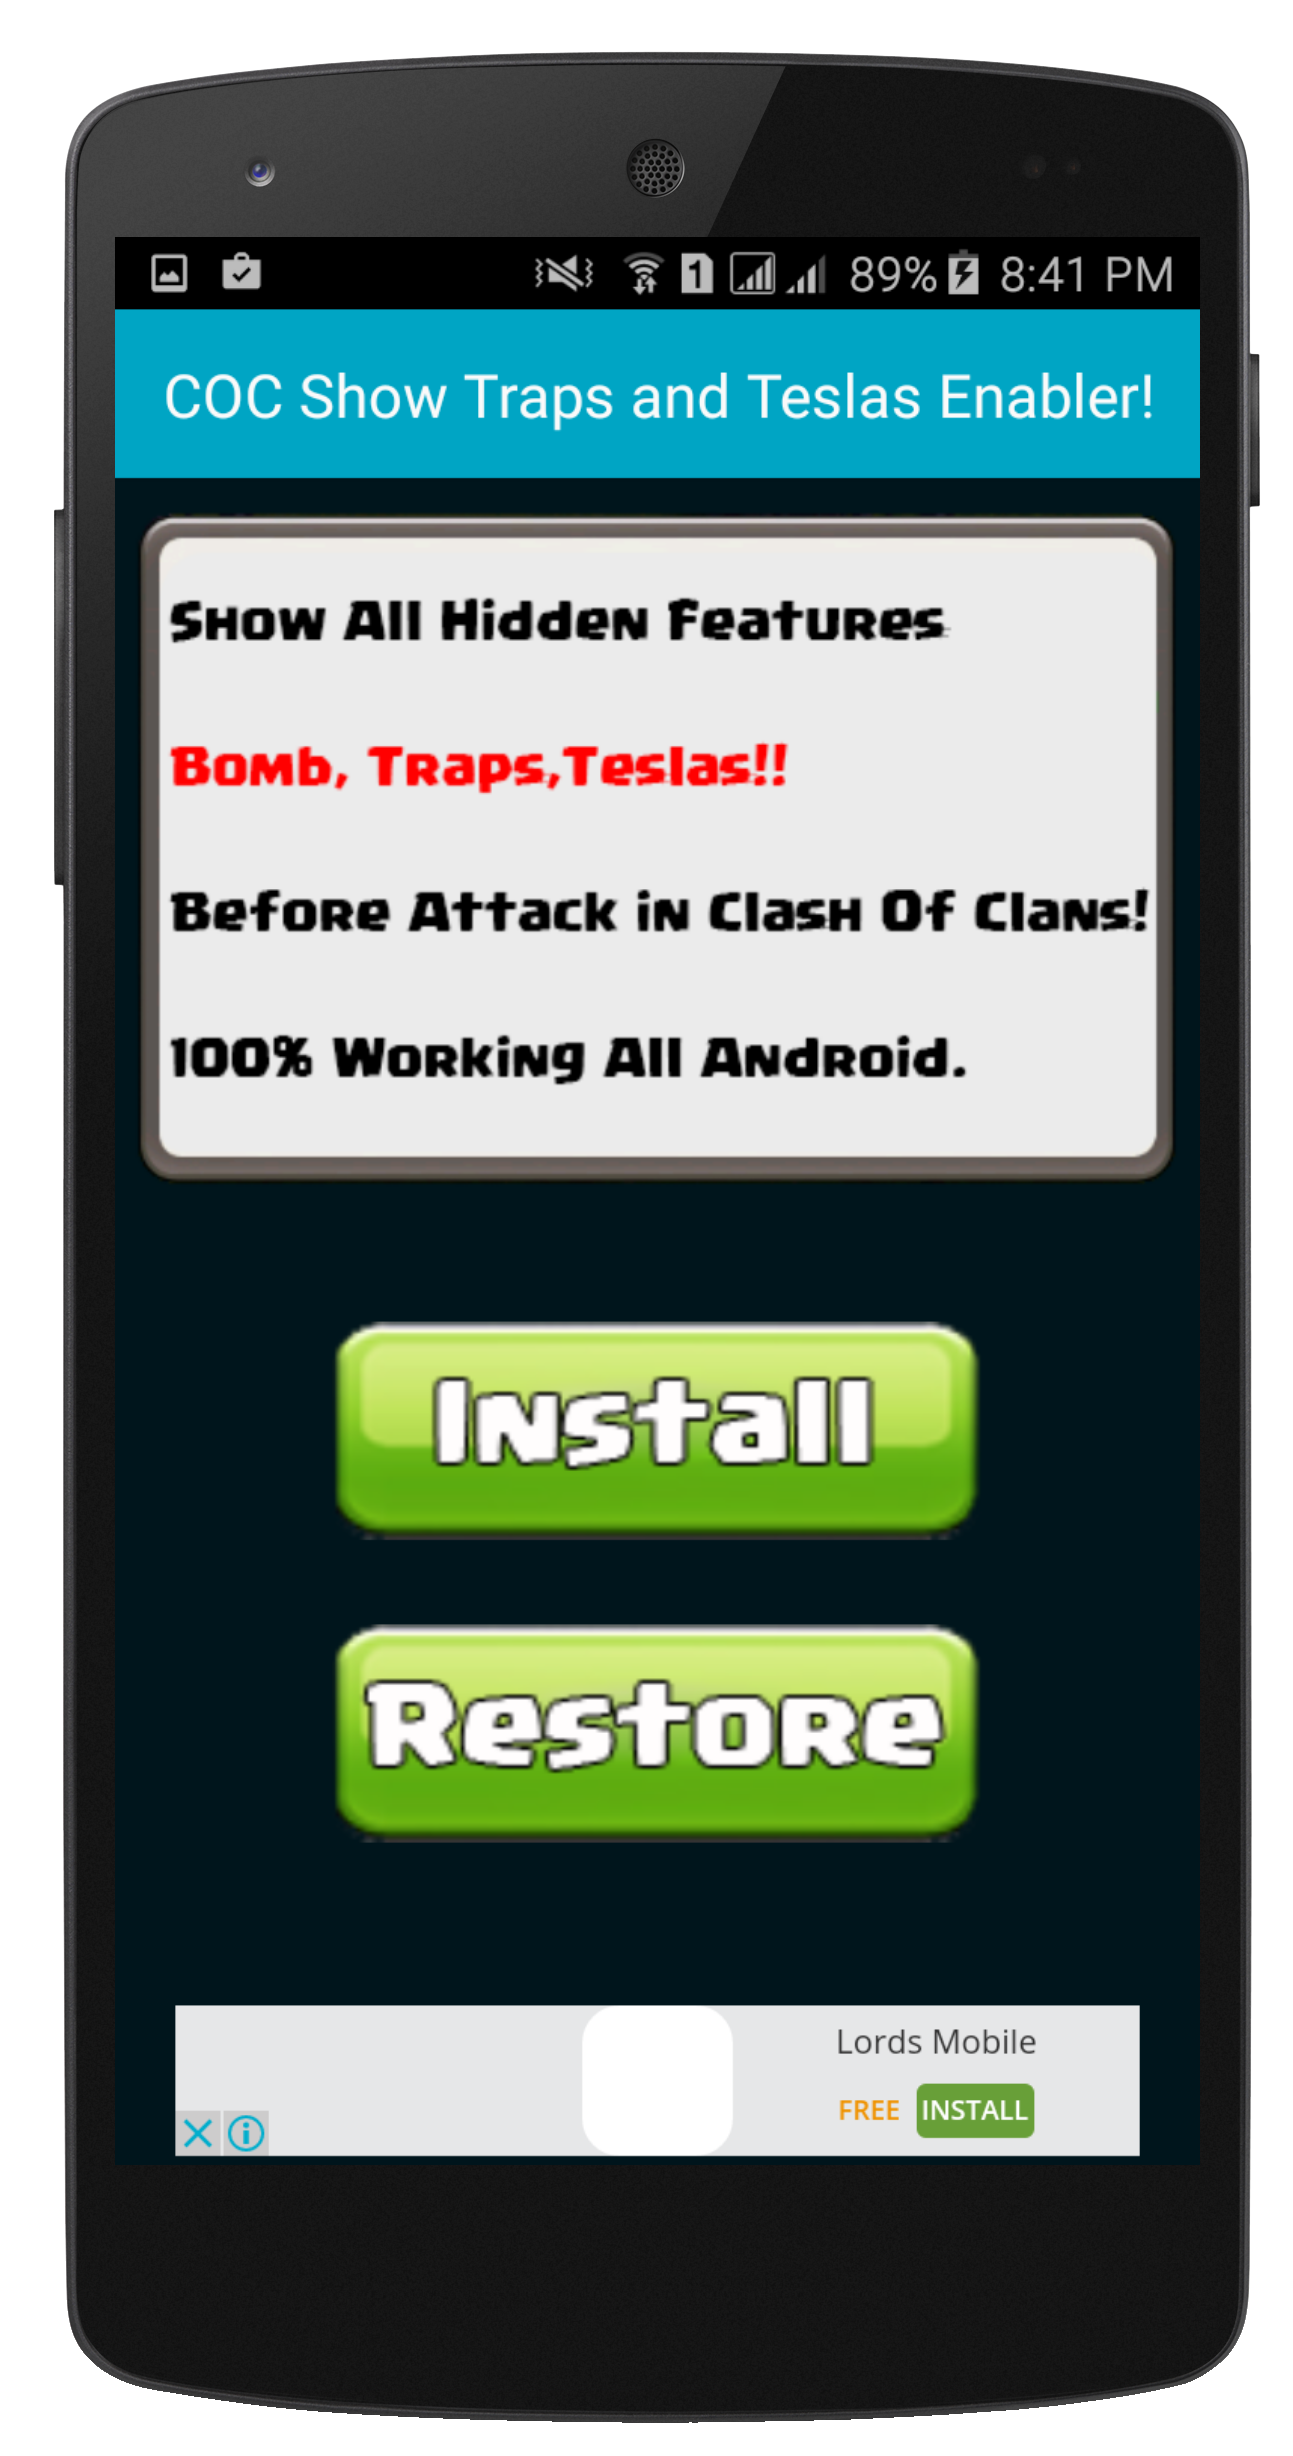 1 89% 8:41 PM
COC Show Traps and Teslas Enabler!
Show All Hidden Features
Bomb, Traps,Teslas!!
Before Attack in Clash Of Clans!
100% Working All Android.
Install
Restore
Lords Mobile
FREE INSTALL